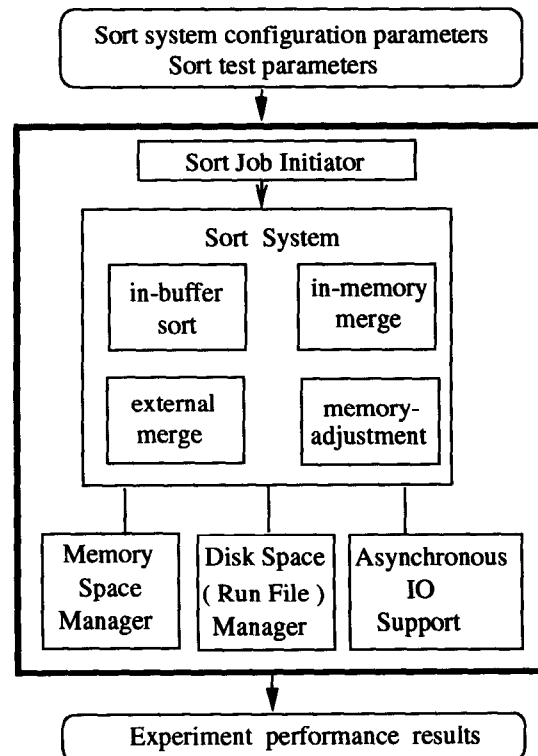 Sort system configuration parameters
Sort test parameters
Sort Job Initiator
Sort System
in-buffer
sort
in-memory
merge
external
merge
memory-
adjustment
Memory
Space
Manager
Disk Space
( Run File )
Manager
Asynchronous
IO
Support
Experiment performance results